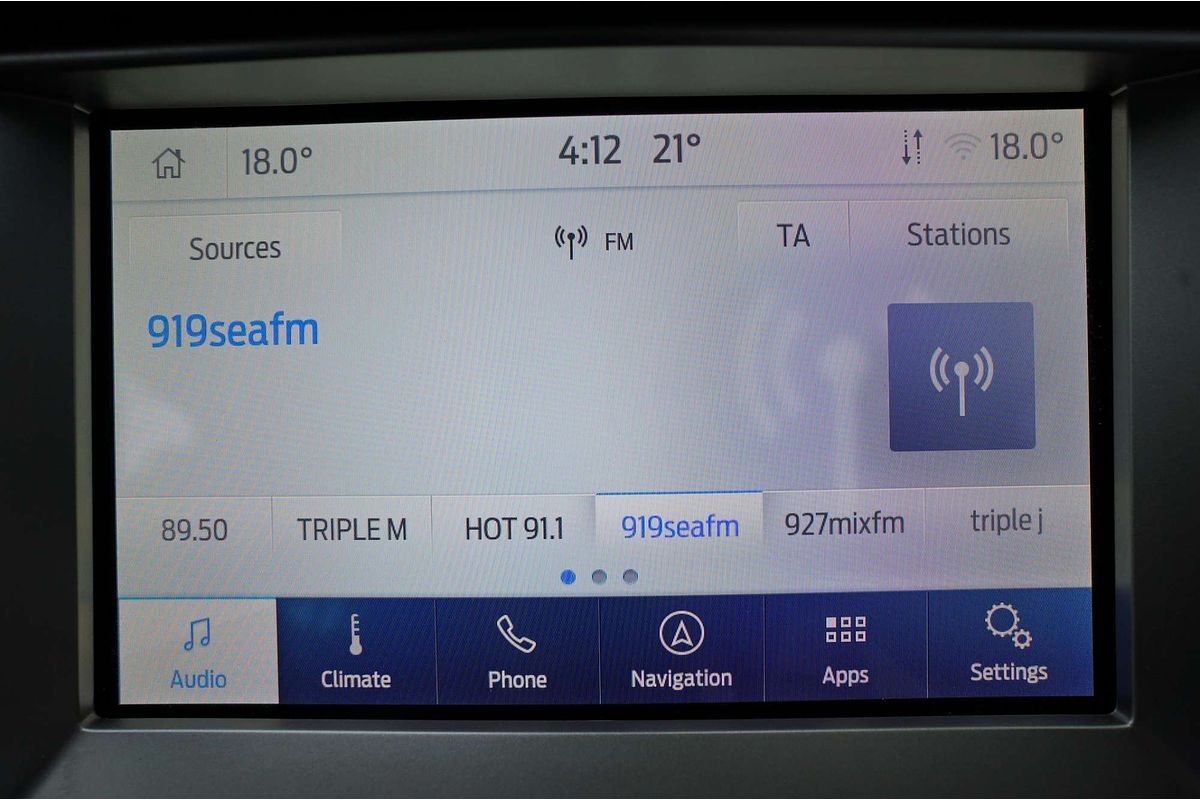 18.0° 4:12 21° 18.0°
Sources FM TA Stations
919seafm
89.50 TRIPLE M HOT 91.1 919seafm 927mixfm triple j
Audio Climate Phone Navigation Apps Settings